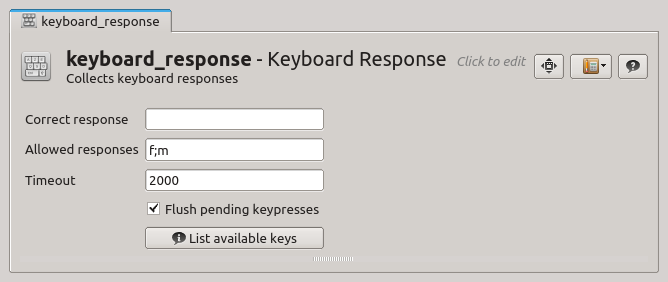 keyboard_response
keyboard_response - Keyboard Response Click to edit
Collects keyboard responses
Correct response
Allowed responses f;m
Timeout 2000
Flush pending keypresses
List available keys